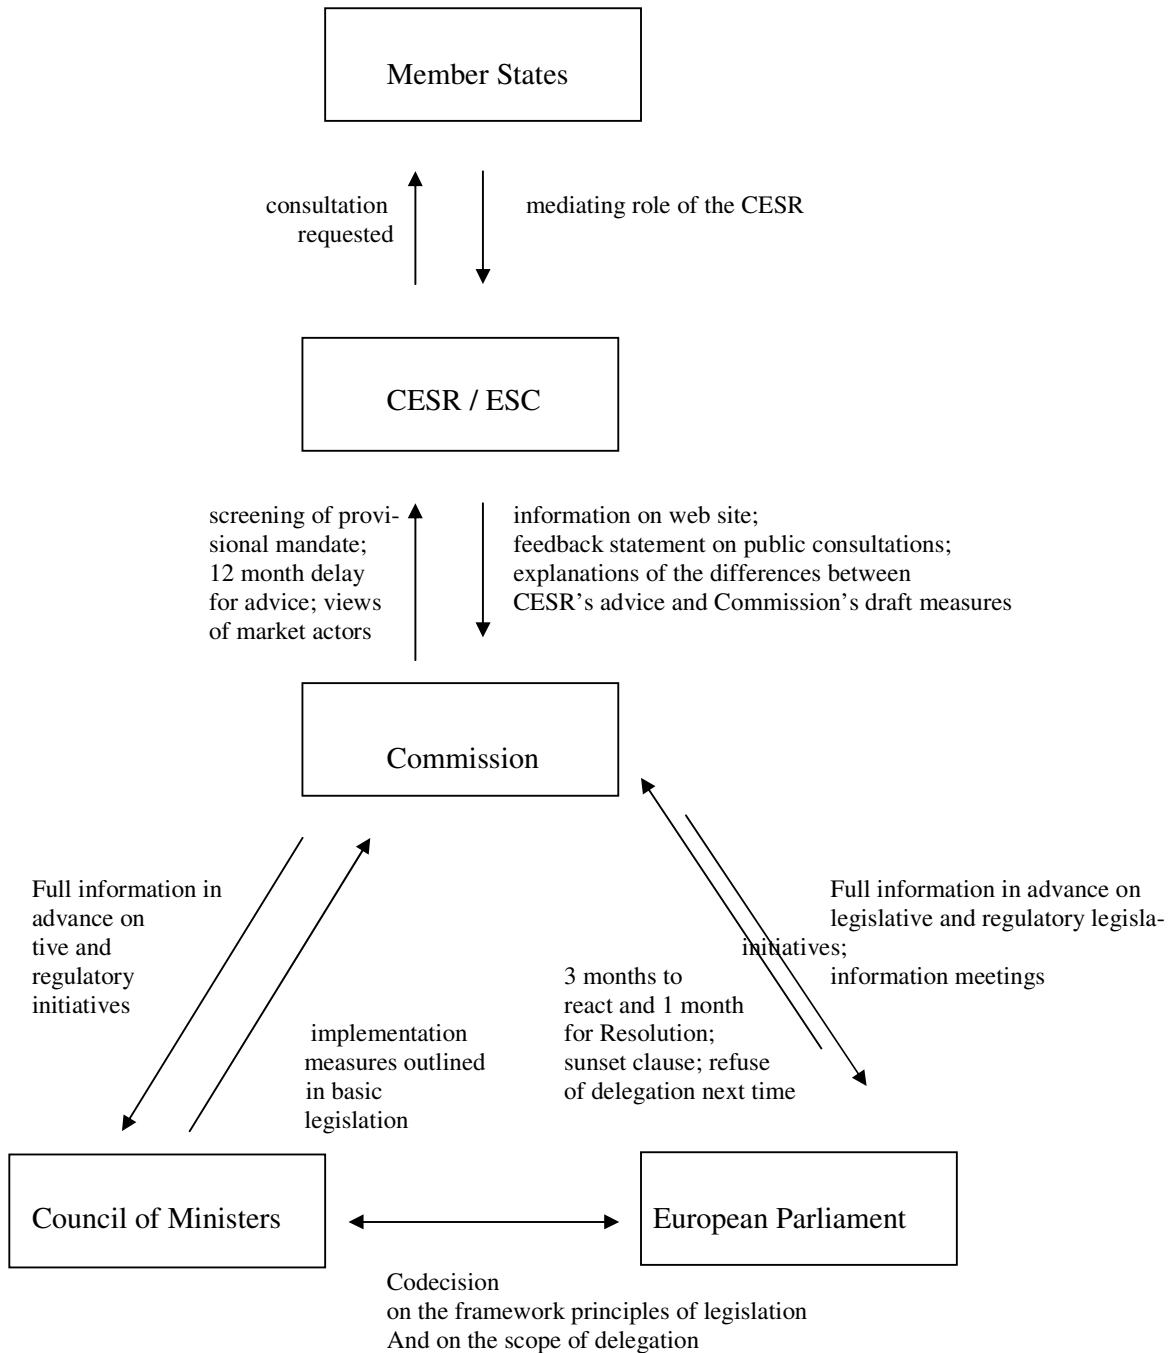 Member States
consultation
requested
mediating role of the CESR
CESR / ESC
screening of provi-
sional mandate;
12 month delay
for advice; views
of market actors
information on web site;
feedback statement on public consultations;
explanations of the differences between
CESR's advice and Commission's draft measures
Commission
Full information in
advance on
tive and
regulatory
initiatives
implementation
measures outlined
in basic
legislation
3 months to
react and 1 month
for Resolution;
sunset clause; refuse
of delegation next time
Full information in advance on
legislative and regulatory legisla-
initiatives;
information meetings
Council of Ministers
European Parliament
Codecision
on the framework principles of legislation
And on the scope of delegation